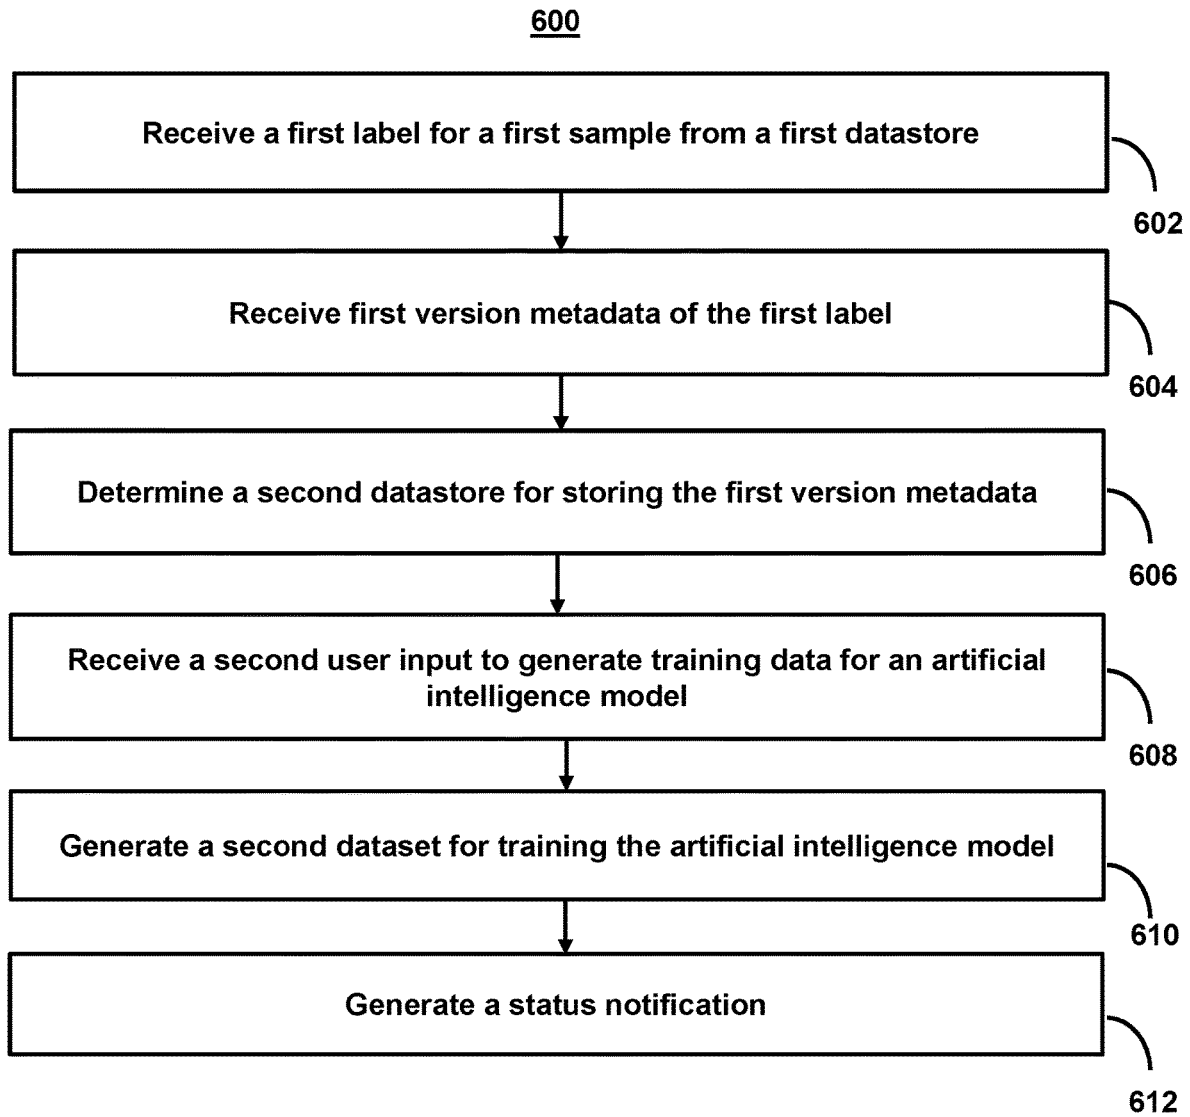 600
Receive a first label for a first sample from a first datastore
602
Receive first version metadata of the first label
604
Determine a second datastore for storing the first version metadata
606
Receive a second user input to generate training data for an artificial
intelligence model
608
Generate a second dataset for training the artificial intelligence model
610
Generate a status notification
612